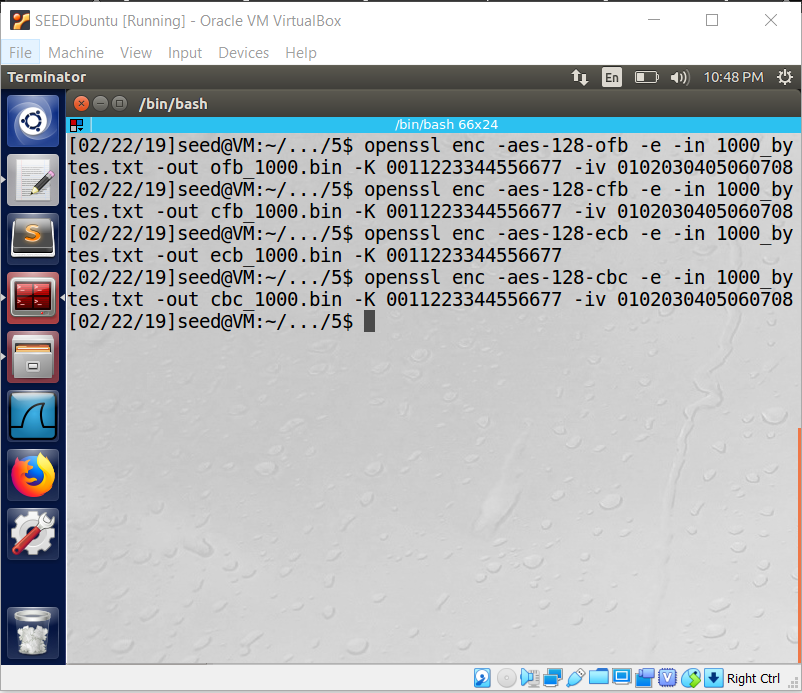 SEEDUbuntu [Running] - Oracle VM VirtualBox
File Machine View Input Devices Help
Terminator En 10:48 PM
/bin/bash
/bin/bash 66x24
[02/22/19]seed@VM:~/.../5$ openssl enc -aes-128-ofb -e -in 1000_by
tes.txt -out ofb_1000.bin -K 0011223344556677 -iv 0102030405060708
[02/22/19]seed@VM:~/.../5$ openssl enc -aes-128-cfb -e -in 1000_by
tes.txt -out cfb_1000.bin -K 0011223344556677 -iv 0102030405060708
[02/22/19]seed@VM:~/.../5$ openssl enc -aes-128-ecb -e -in 1000_by
tes.txt -out ecb_1000.bin -K 0011223344556677
[02/22/19]seed@VM:~/.../5$ openssl enc -aes-128-cbc -e -in 1000_by
tes.txt -out cbc_1000.bin -K 0011223344556677 -iv 0102030405060708
[02/22/19]seed@VM:~/.../5$
S
V
Right Ctrl